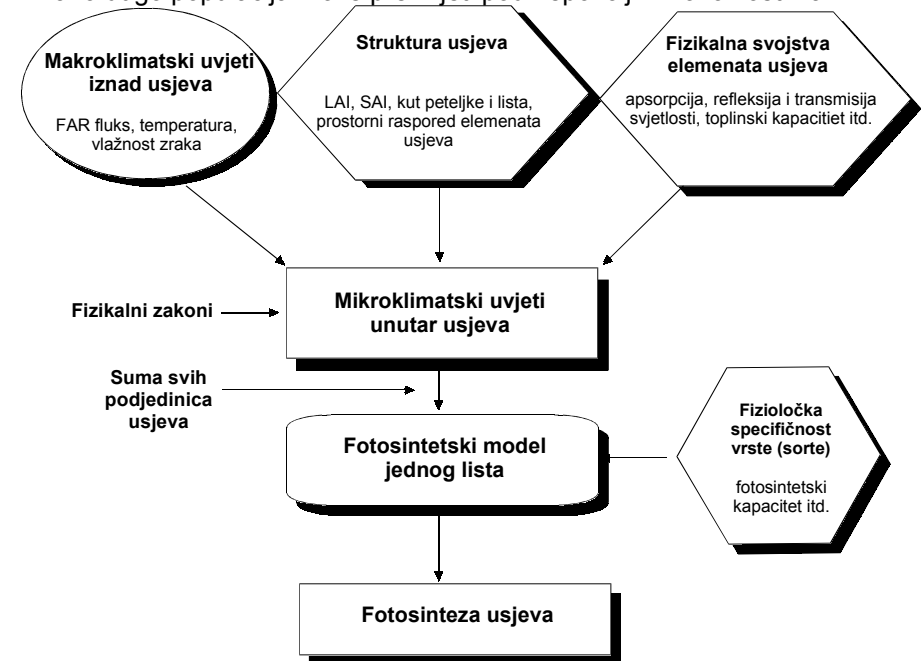 Makroklimatski uvjeti
iznad usjeva
FAR fluks, temperatura,
vlažnost zraka
Struktura usjeva
LAI, SAI, kut peteljke i lista,
prostorni raspored elemenata
usjeva
Fizikalna svojstva
elemenata usjeva
apsorpcija, refleksija i transmisija
svjetlosti, toplinski kapacitiet itd.
Fizikalni zakoni
Mikroklimatski uvjeti
unutar usjeva
Suma svih
podjedinica
usjeva
Fotosintetski model
jednog lista
Fiziološka
specifičnost
vrste (sorte)
fotosintetski
kapacitet itd.
Fotosinteza usjeva